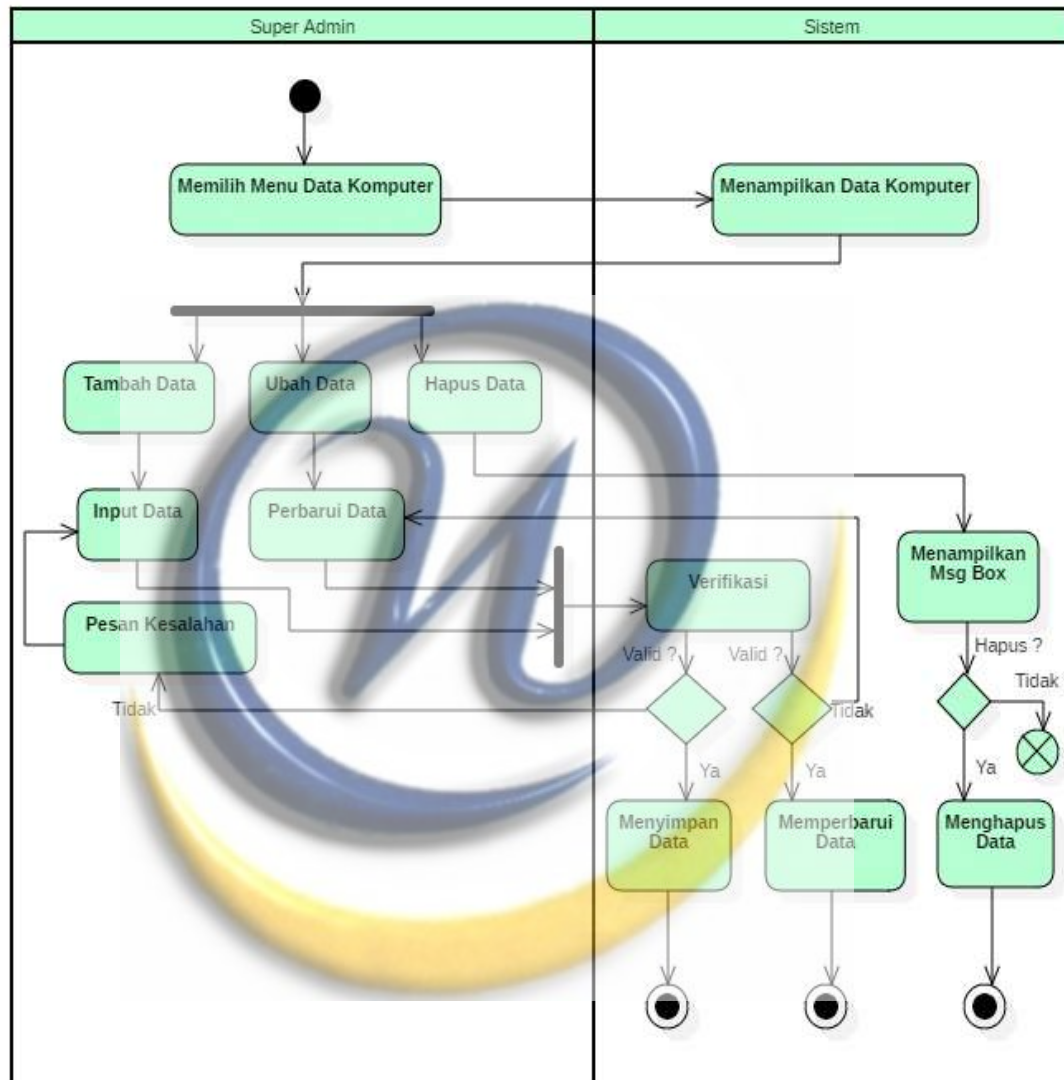 Super Admin
Sistem
Memilih Menu Data Komputer
Menampilkan Data Komputer
Tambah Data
Ubah Data
Hapus Data
Input Data
Perbarui Data
Menampilkan
Msg Box
Verifikasi
Pesan Kesalahan
Valid ?
Valid ?
Hapus ?
Tidak
Tidak
Tidak
Ya
Ya
Ya
Menyimpan
Data
Memperbarui
Data
Menghapus
Data